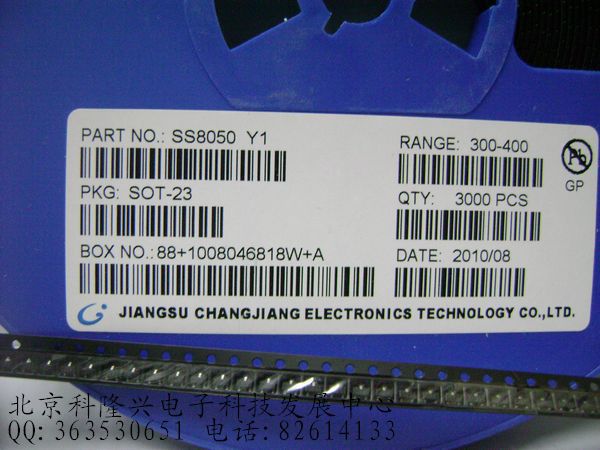 PART NO.: SS8050 Y1
RANGE: 300-400
PKG: SOT-23
QTY: 3000 PCS
BOX NO.:88+1008046818W+A
DATE: 2010/08
Pb
GP
JIANGSU CHANGJIANG ELECTRONICS TECHNOLOGY CO.,LTD.
北京科隆兴电子科技发展中心
QQ:363530651 电话:82614133